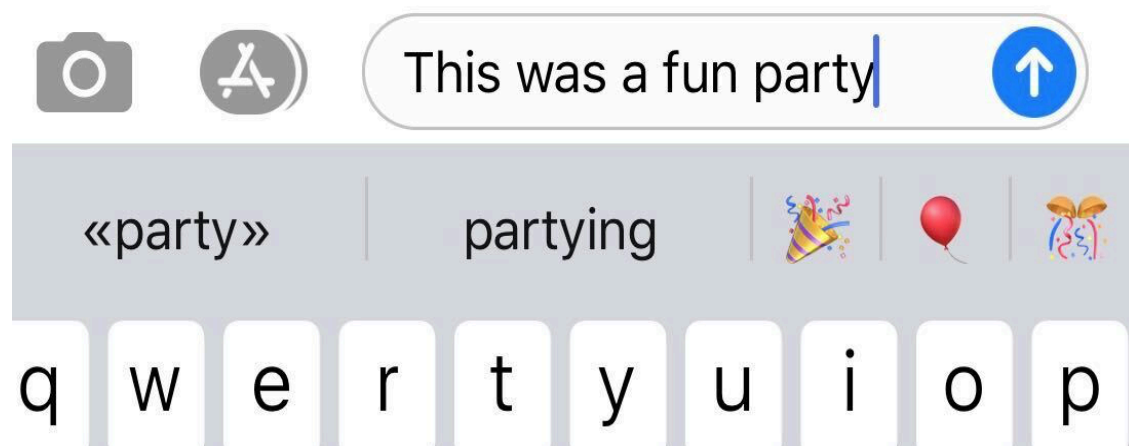 This was a fun party
«party» partying 🎉 🎈 🎊
q w e r t y u i o p